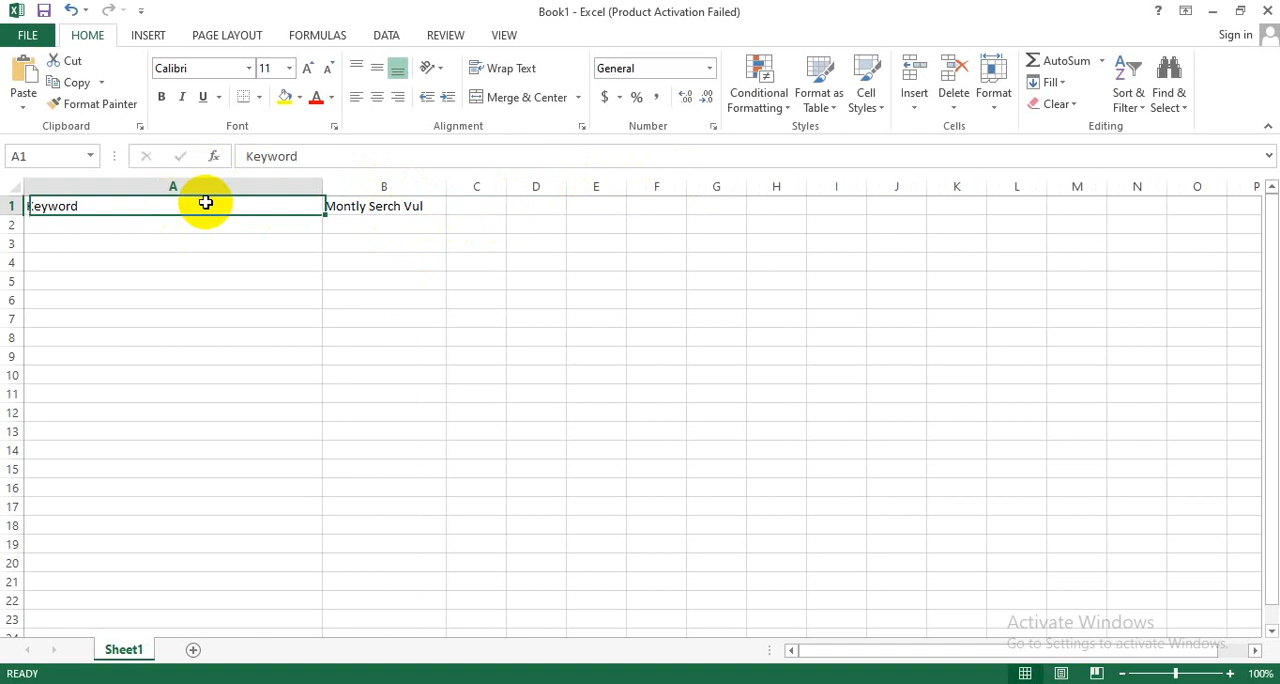 Book1 - Excel (Product Activation Failed)
?
Sign in
FILE
HOME
INSERT
PAGE LAYOUT
FORMULAS
DATA
REVIEW
VIEW
Paste
Cut
Copy
Format Painter
Clipboard
Calibri
11
A A
B I U A
Font
Wrap Text
Merge & Center
Alignment
General
$ % ,
Number
Conditional
Formatting
Format as
Table
Cell
Styles
Styles
Insert
Delete
Format
Cells
AutoSum
Fill
Clear
Sort &
Filter
Find &
Select
Editing
A1
fx
Keyword
A B C D E F G H I J K L M N O P
1 Keyword Montly Serch Vul
2
3
4
5
6
7
8
9
10
11
12
13
14
15
16
17
18
19
20
21
22
23
24
Activate Windows
Go to Settings to activate Windows.
Sheet1
READY
100%